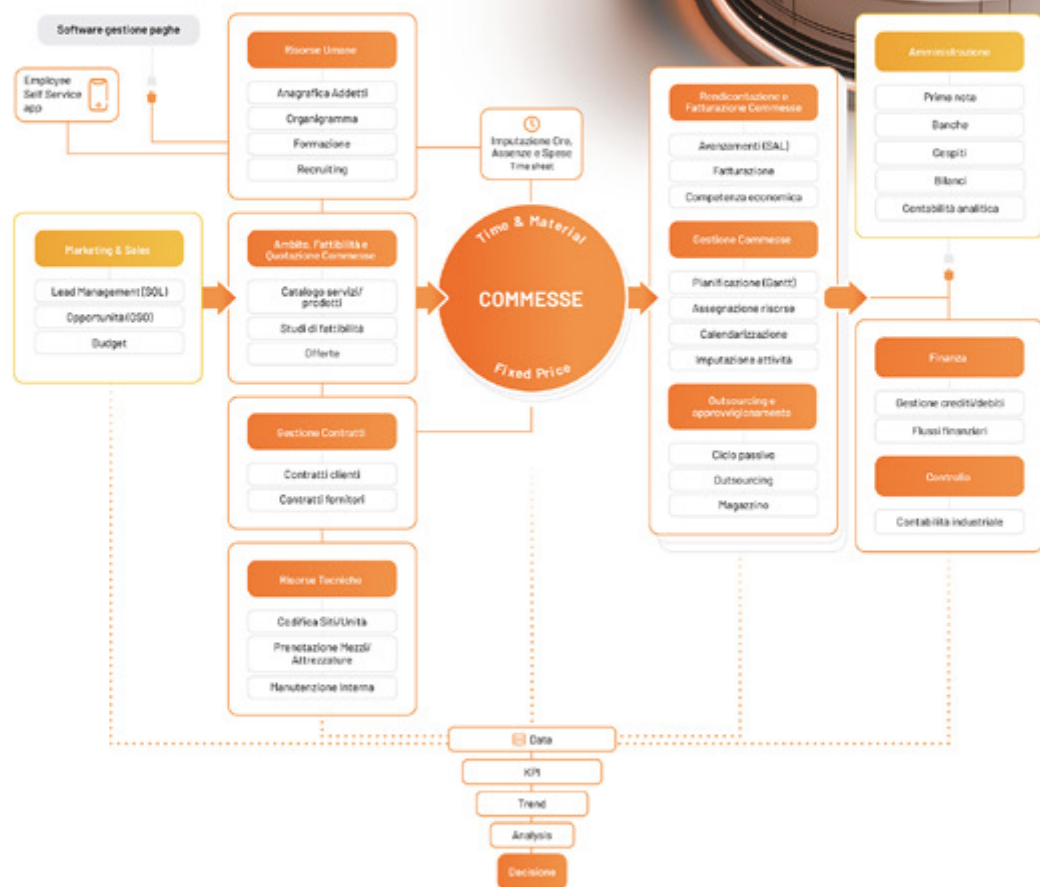 Software gestione paghe
Employee
Self Service
app
Risorse Umane
Anagrafica Addetti
Organigramma
Formazione
Recruiting
Imputazione Ore,
Assenze e Spese
Time sheet
Marketing & Sales
Lead Management (SQL)
Opportunità (OSO)
Budget
Ambito, Fattibilità e
Quotazione Commesse
Catalogo servizi/
prodotti
Studi di fattibilità
Offerte
Time & Material
COMMESSE
Fixed Price
Gestione Contratti
Contratti clienti
Contratti fornitori
Risorse Tecniche
Codifica Siti/Unità
Prenotazione Mezzi/
Attrezzature
Manutenzione Interna
Rendicontazione e
Fatturazione Commesse
Avanzamenti (SAL)
Fatturazione
Competenza economica
Gestione Commesse
Pianificazione (Gantt)
Assegnazione risorse
Calendarizzazione
Imputazione attività
Outsourcing e
approvvigionamento
Ciclo passivo
Outsourcing
Magazzino
Amministrazione
Prima nota
Banche
Cespiti
Bilanci
Contabilità analitica
Finanza
Gestione crediti/debiti
Flussi finanziari
Controllo
Contabilità industriale
Data
KPI
Trend
Analysis
Decisione